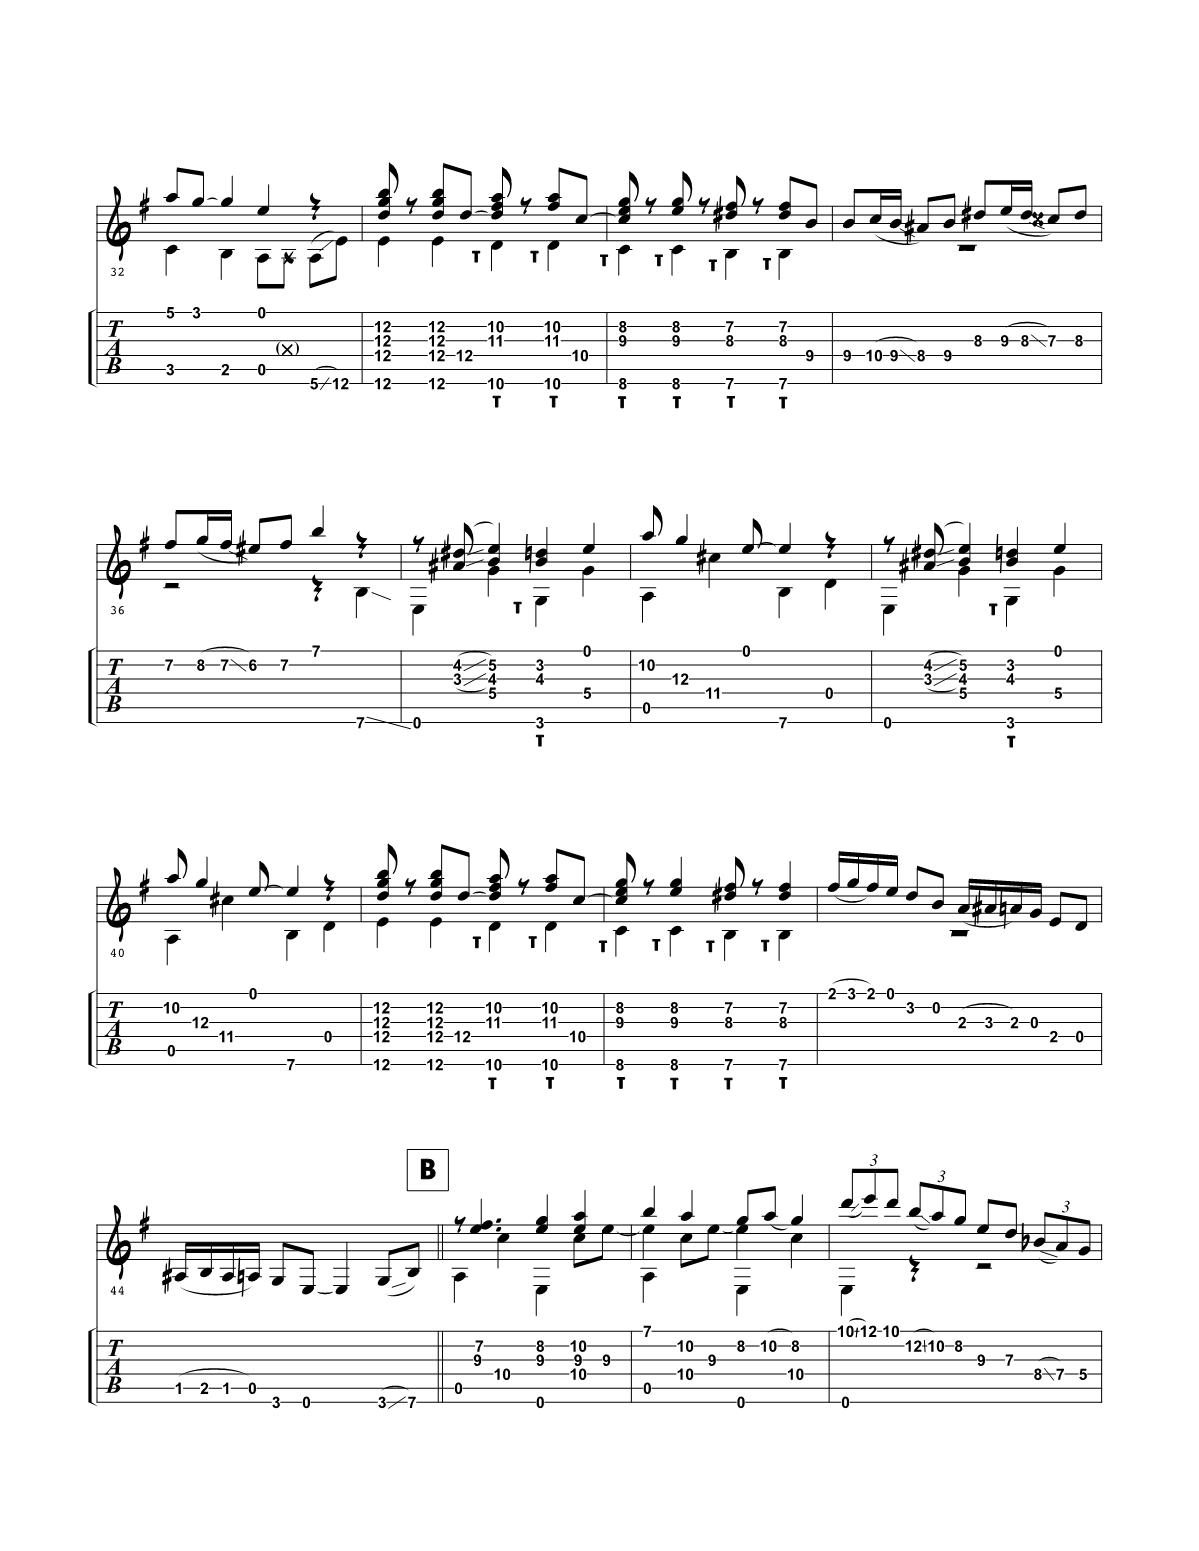 T T T T T T
32
5 3 0
T 12 12 10 10 8 8 7 7
12 12 11 11 9 9 8 8 8 9 8 7 8
A (×)
12 12 12 10 9 9 10 9 8 9
B 3 2 0
5 12 12 12 10 10 8 8 7 7
T T T T T T
36
T T
7 0 0
T 7 8 7 6 7 4 5 3 10 4 5 3
3 4 4 12 3 4 4
A 5 5 11 0 5 5
B 0
7 0 3 7 0 3
T T
40
T T T T T T
0 2 3 2 0
T 10 12 12 10 10 8 8 7 7 3 0
12 12 12 11 11 9 9 8 8 2 3 2 0
A 11 0 12 12 12 10 2 0
B 0
7 12 12 10 10 8 8 7 7
T T T T T T
B
3 3 3
44
7 10 12 10
T 7 8 10 10 8 10 8 12 10 8
9 9 9 9 9 9 7
A 10 10 10 10 8 7 5
B 1 2 1 0 0 0
3 0 3 7 0 0 0